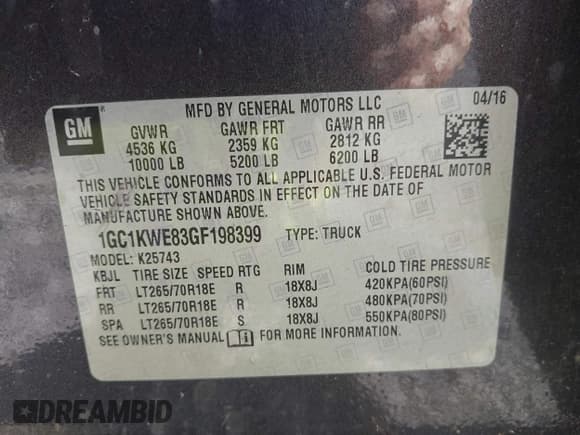 MFD BY GENERAL MOTORS LLC 04/16
GM
GVWR GAWR FRT GAWR RR
4536 KG 2359 KG 2812 KG
10000 LB 5200 LB 6200 LB
THIS VEHICLE CONFORMS TO ALL APPLICABLE U.S. FEDERAL MOTOR
VEHICLE SAFETY STANDARDS IN EFFECT ON THE DATE OF
MANUFACTURE SHOWN ABOVE.
1GC1KWE83GF198399 TYPE: TRUCK
MODEL: K25743
KBJL TIRE SIZE SPEED RTG RIM COLD TIRE PRESSURE
FRT LT265/70R18E R 18X8J 420KPA(60PSI)
RR LT265/70R18E R 18X8J 480KPA(70PSI)
SPA LT265/70R18E S 18X8J 550KPA(80PSI)
SEE OWNER'S MANUAL FOR MORE INFORMATION.
DREAMBID